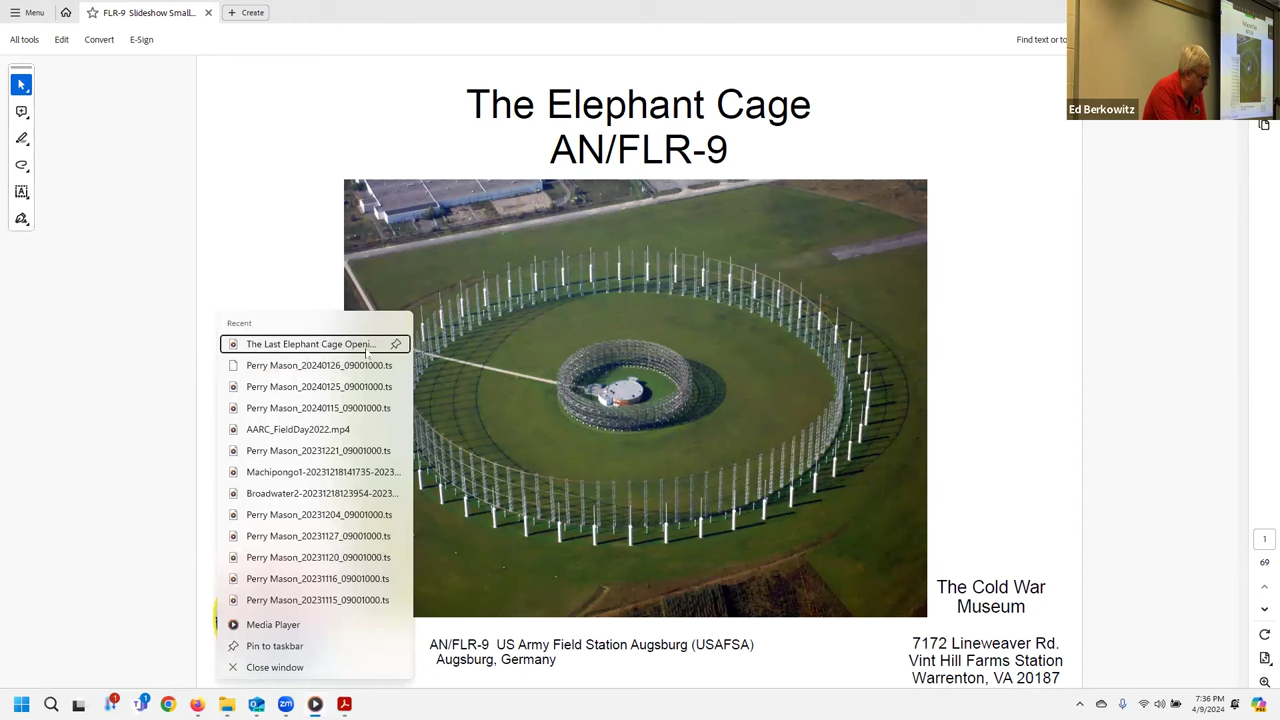 Menu
FLR-9 Slideshow Small...
Create
All tools
Edit
Convert
E-Sign
Find text or to
Ed Berkowitz
The Elephant Cage
AN/FLR-9
Recent
The Last Elephant Cage Openi...
Perry Mason_20240126_09001000.ts
Perry Mason_20240125_09001000.ts
Perry Mason_20240115_09001000.ts
AARC_FieldDay2022.mp4
Perry Mason_20231221_09001000.ts
Machipongo1-20231218141735-2023...
Broadwater2-20231218123954-2023...
Perry Mason_20231204_09001000.ts
Perry Mason_20231127_09001000.ts
Perry Mason_20231120_09001000.ts
Perry Mason_20231116_09001000.ts
Perry Mason_20231115_09001000.ts
Media Player
Pin to taskbar
Close window
The Cold War
Museum
AN/FLR-9 US Army Field Station Augsburg (USAFSA)
Augsburg, Germany
7172 Lineweaver Rd.
Vint Hill Farms Station
Warrenton, VA 20187
1
69
1
1
7:36 PM
4/9/2024